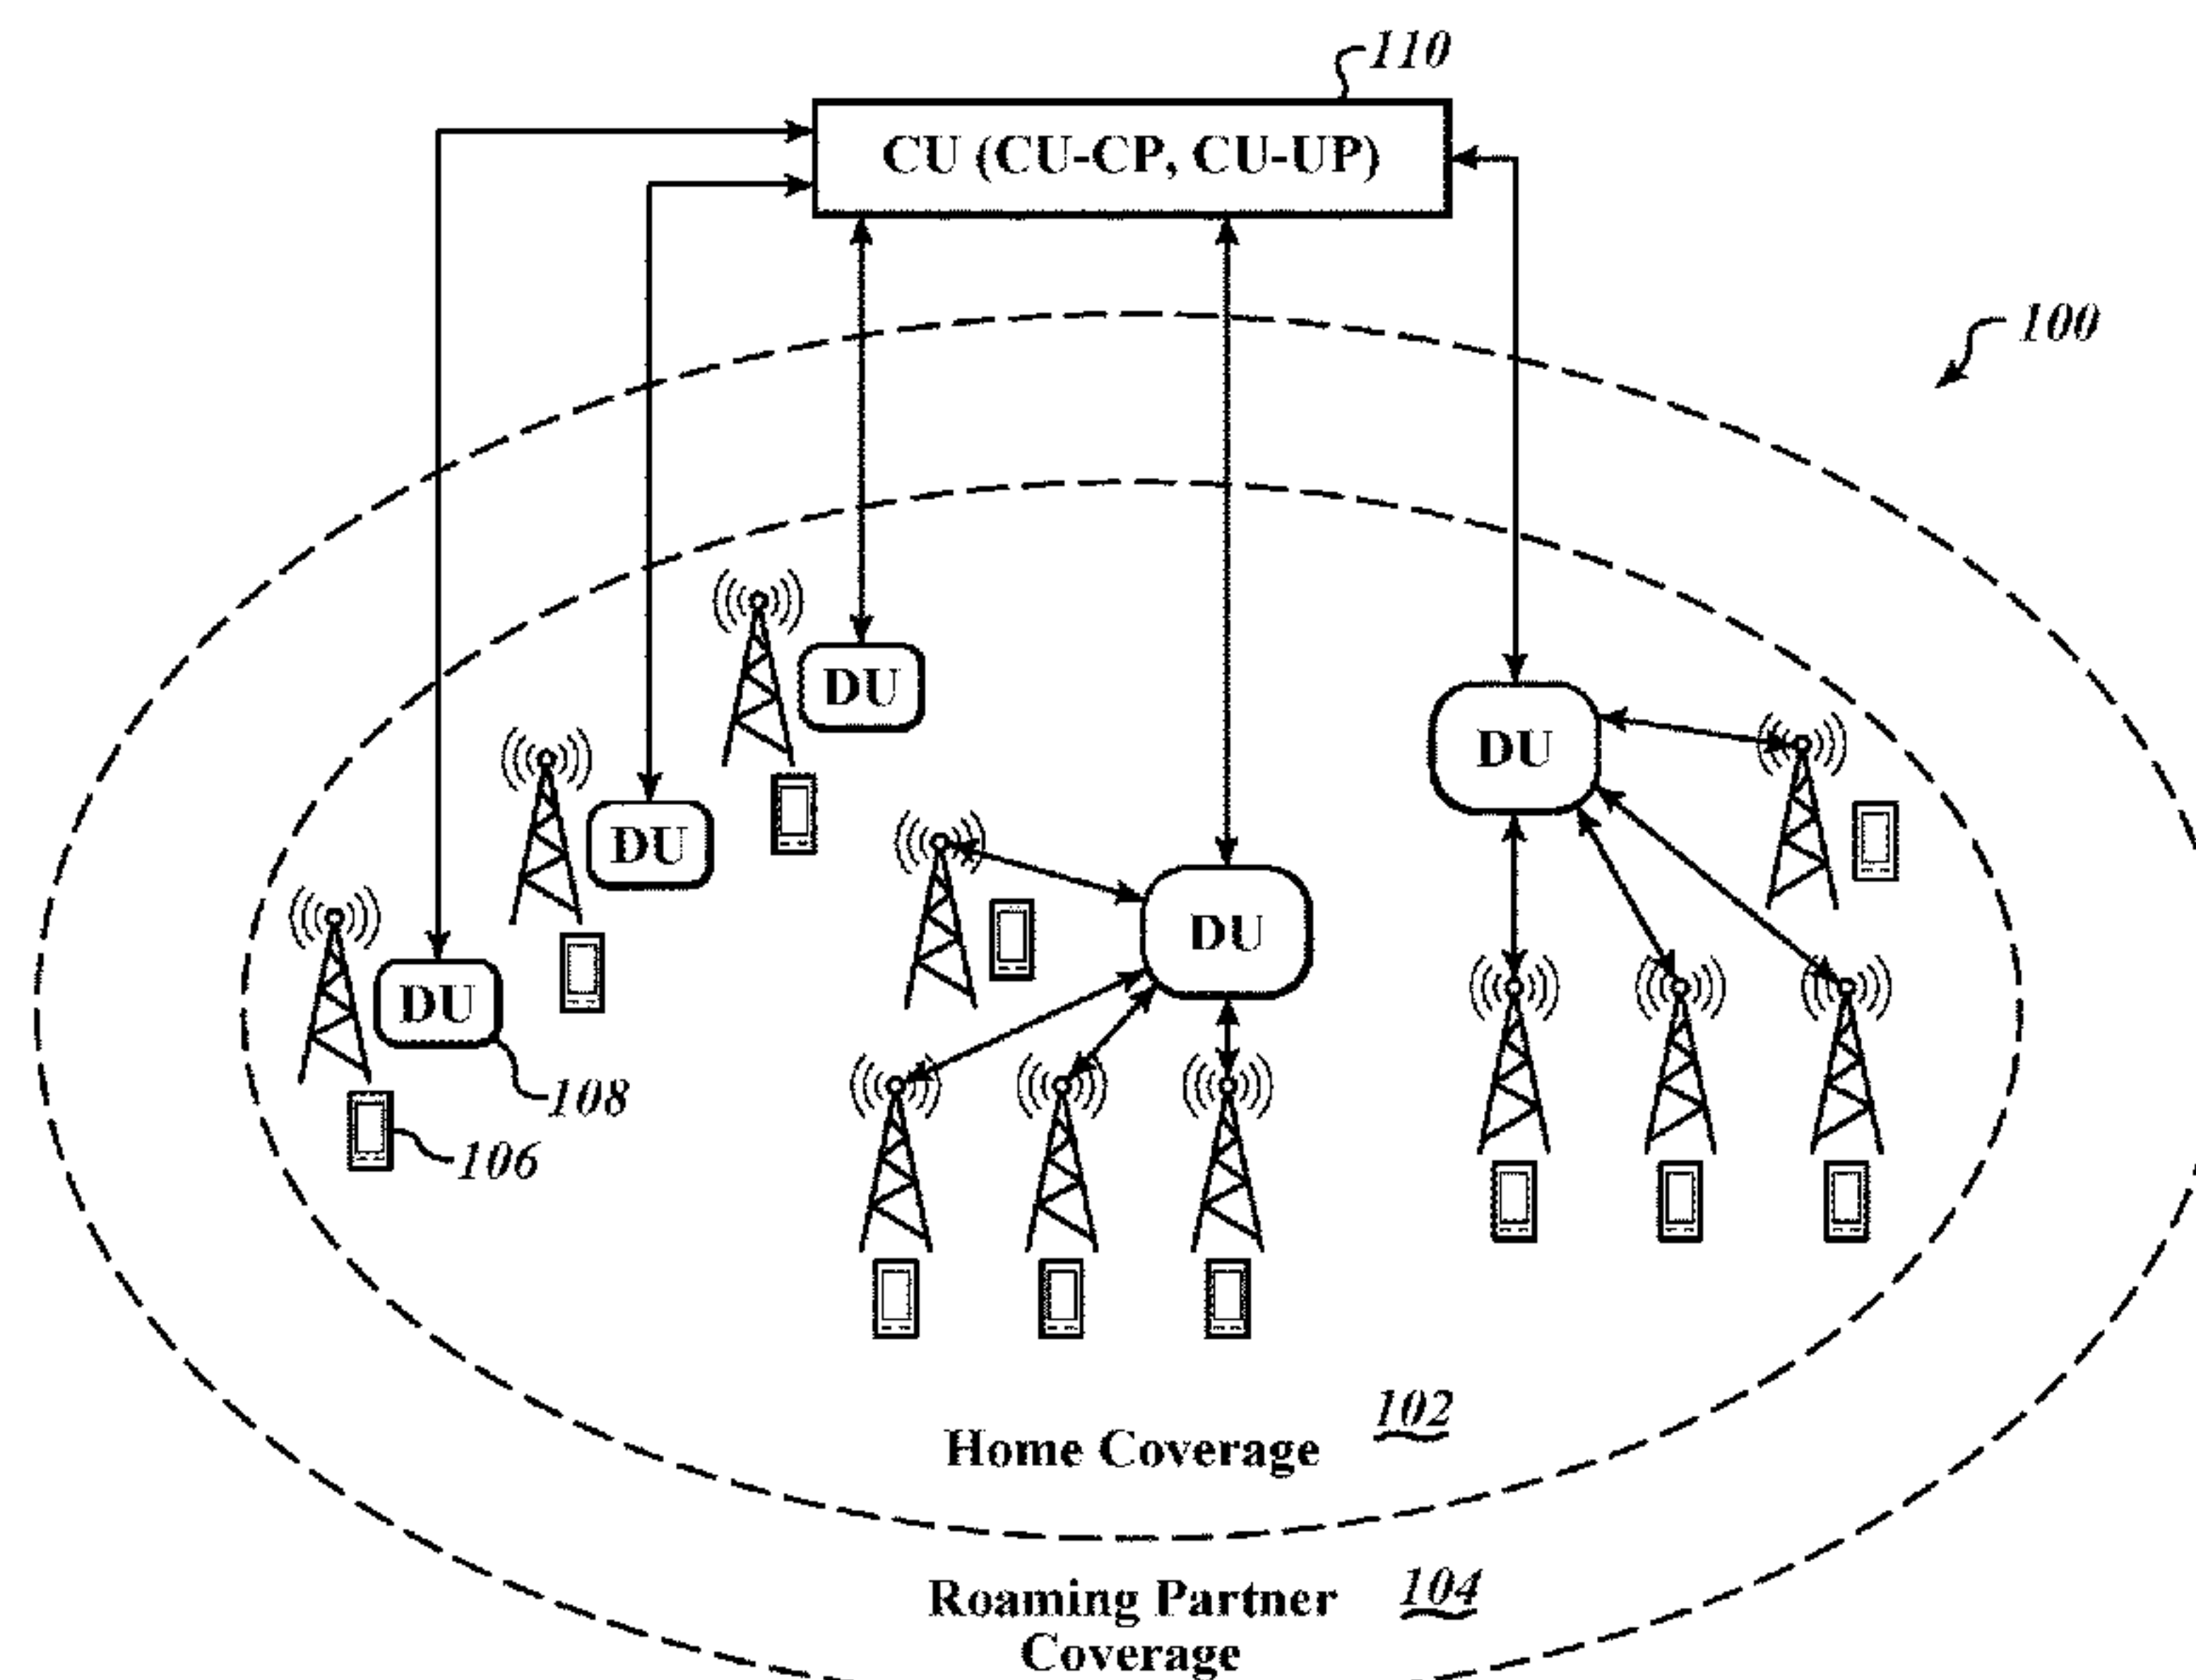 110
CU (CU-CP, CU-UP)
100
DU
DU
DU
DU
DU
108
106
Home Coverage 102
Roaming Partner 104
Coverage